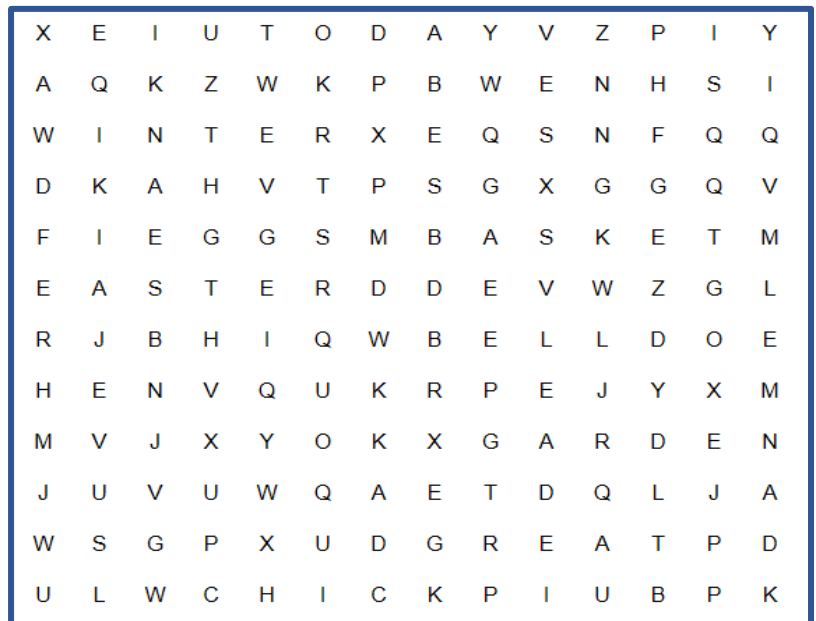 X E I U T O D A Y V Z P I Y
A Q K Z W K P B W E N H S I
W I N T E R X E Q S N F Q Q
D K A H V T P S G X G G Q V
F I E G G S M B A S K E T M
E A S T E R D D E V W Z G L
R J B H I Q W B E L L D O E
H E N V Q U K R P E J Y X M
M V J X Y O K X G A R D E N
J U V U W Q A E T D Q L J A
W S G P X U D G R E A T P D
U L W C H I C K P I U B P K